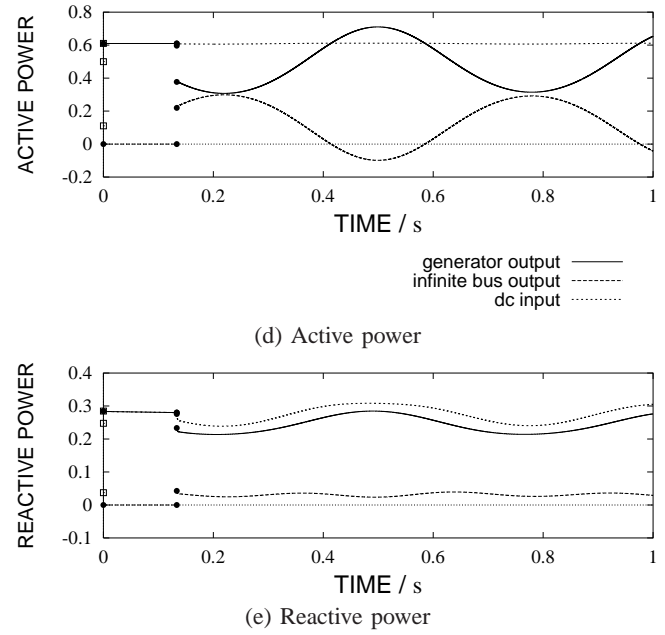 0.8
0.6
0.4
0.2
0
-0.2
ACTIVE POWER
0 0.2 0.4 0.6 0.8 1
TIME / s
generator output
infinite bus output
dc input
(d) Active power
0.4
0.3
0.2
0.1
0
-0.1
REACTIVE POWER
0 0.2 0.4 0.6 0.8 1
TIME / s
(e) Reactive power